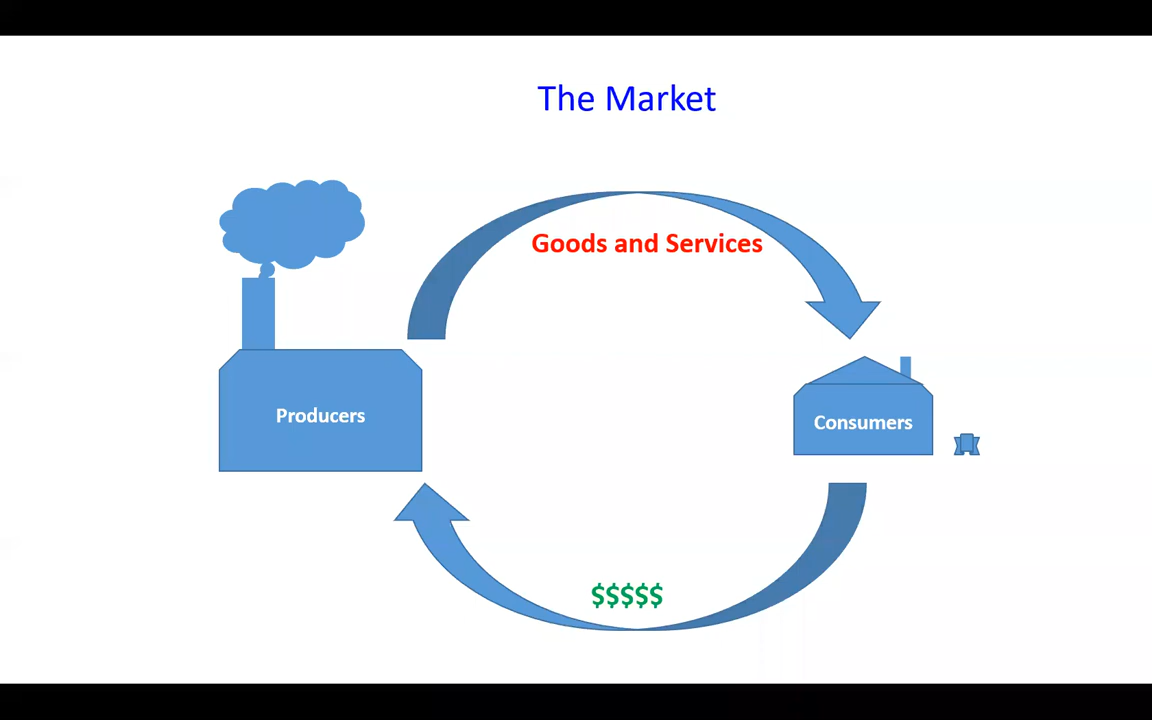 The Market
Goods and Services
Producers
Consumers
$$$$$